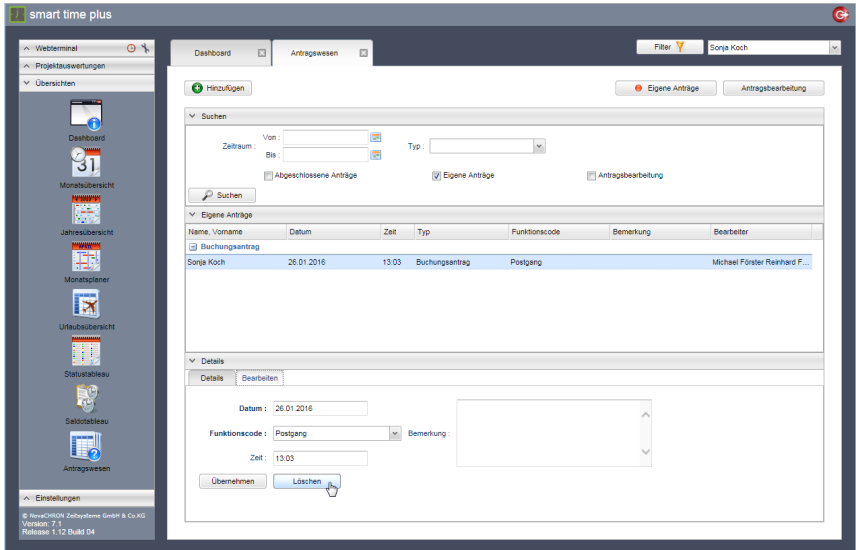 smart time plus
Webterminal
Projektauswertungen
Übersichten
Dashboard
31
Monatsübersicht
Jahresübersicht
Monatsplaner
Urlaubsübersicht
Statustableau
Saldotableau
Antragswesen
Einstellungen
© NovaCHRON Zeitsysteme GmbH & Co.KG
Version: 7.1
Release 1.12 Build 04
Dashboard
Antragswesen
Filter
Sonja Koch
Hinzufügen
Eigene Anträge
Antragsbearbeitung
Suchen
Zeitraum :
Von :
Bis :
Typ :
Abgeschlossene Anträge
Eigene Anträge
Antragsbearbeitung
Suchen
Eigene Anträge
Name, Vorname Datum Zeit Typ Funktionscode Bemerkung Bearbeiter
Buchungsantrag
Sonja Koch 26.01.2016 13:03 Buchungsantrag Postgang Michael Förster Reinhard F...
Details
Details Bearbeiten
Datum : 26.01.2016
Funktionscode : Postgang
Bemerkung :
Zeit : 13:03
Übernehmen
Löschen